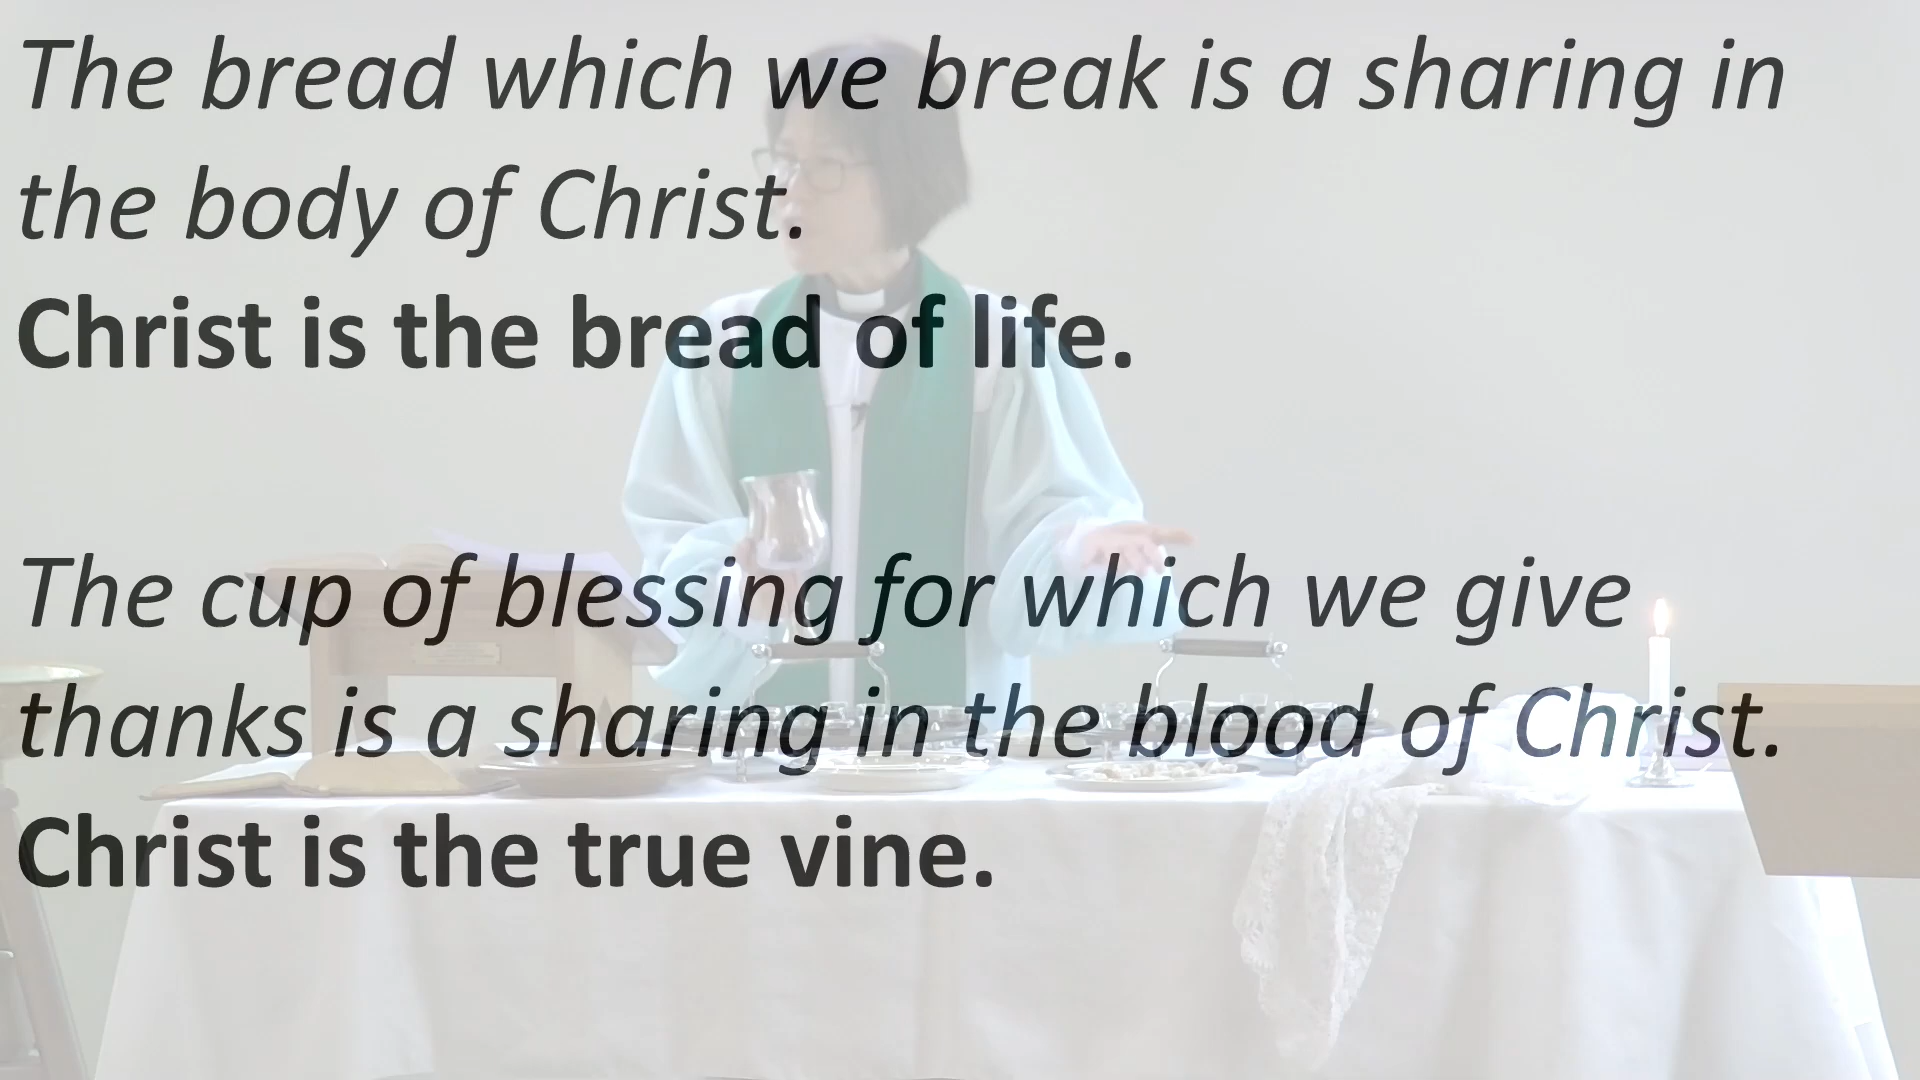 The bread which we break is a sharing in
the body of Christ.
Christ is the bread of life.
The cup of blessing for which we give
thanks is a sharing in the blood of Christ.
Christ is the true vine.